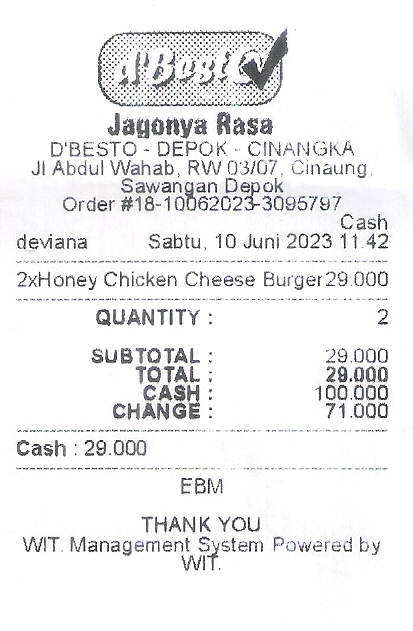 d'BestO
Jagonya Rasa
D'BESTO - DEPOK - CINANGKA
Jl Abdul Wahab, RW 03/07, Cinaung,
Sawangan Depok
Order #18-10062023-3095797
Cash
deviana Sabtu, 10 Juni 2023 11.42
2xHoney Chicken Cheese Burger29.000
QUANTITY : 2
SUBTOTAL : 29.000
TOTAL : 29.000
CASH : 100.000
CHANGE : 71.000
Cash : 29.000
EBM
THANK YOU
WIT. Management System Powered by
WIT.